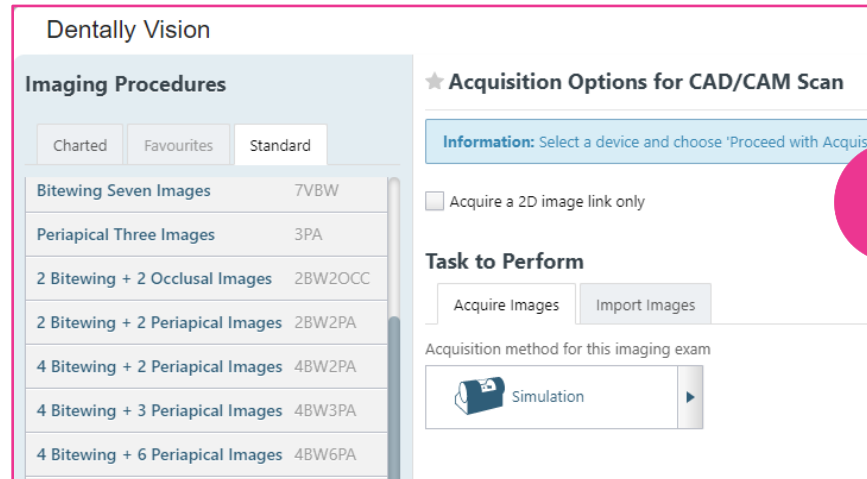 Dentally Vision
Imaging Procedures
Charted
Favourites
Standard
Bitewing Seven Images 7VBW
Periapical Three Images 3PA
2 Bitewing + 2 Occlusal Images 2BW2OCC
2 Bitewing + 2 Periapical Images 2BW2PA
4 Bitewing + 2 Periapical Images 4BW2PA
4 Bitewing + 3 Periapical Images 4BW3PA
4 Bitewing + 6 Periapical Images 4BW6PA
Acquisition Options for CAD/CAM Scan
Information: Select a device and choose 'Proceed with Acquis
Acquire a 2D image link only
Task to Perform
Acquire Images
Import Images
Acquisition method for this imaging exam
Simulation